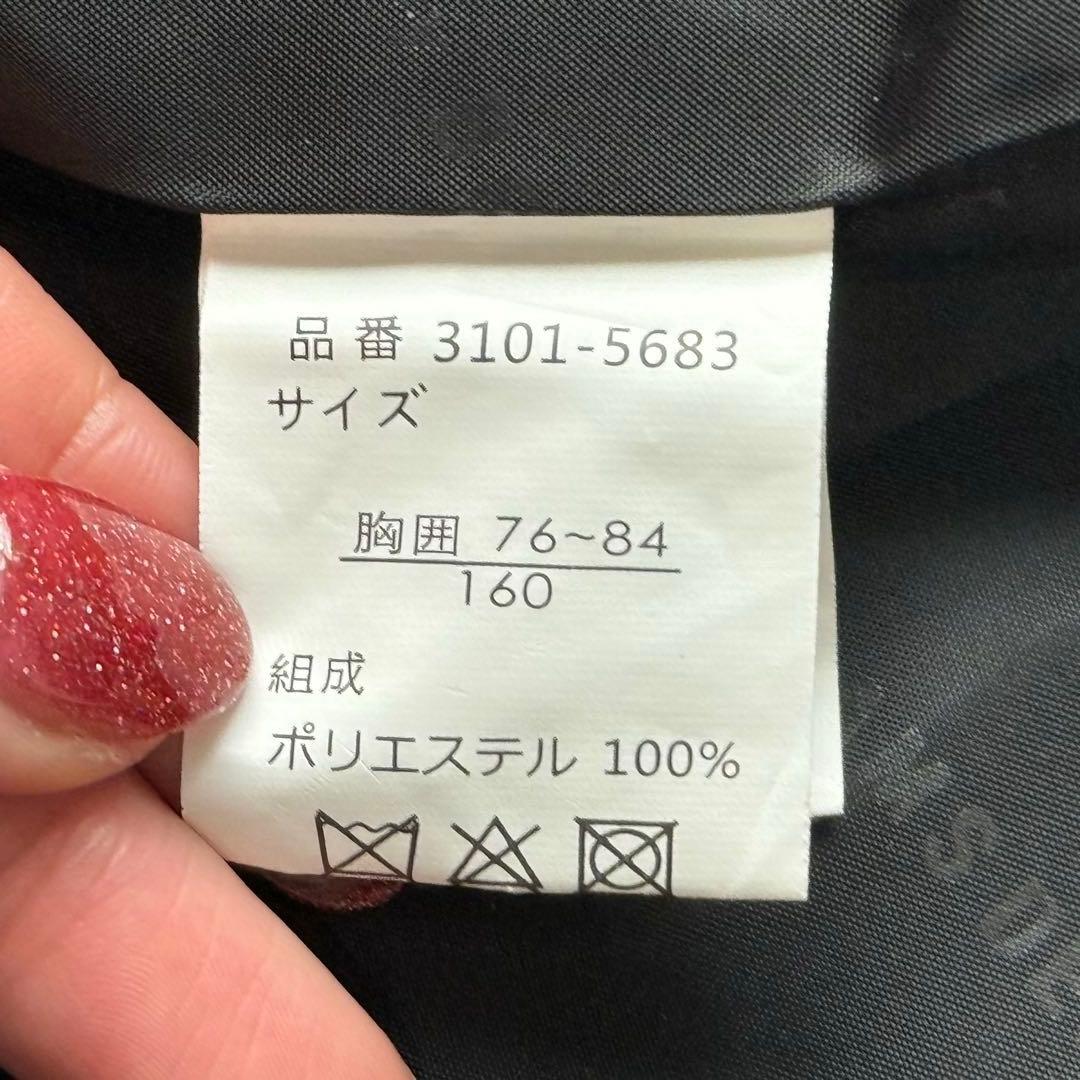 品番 3101-5683
サイズ
胸囲 76~84
160
組成
ポリエステル 100%